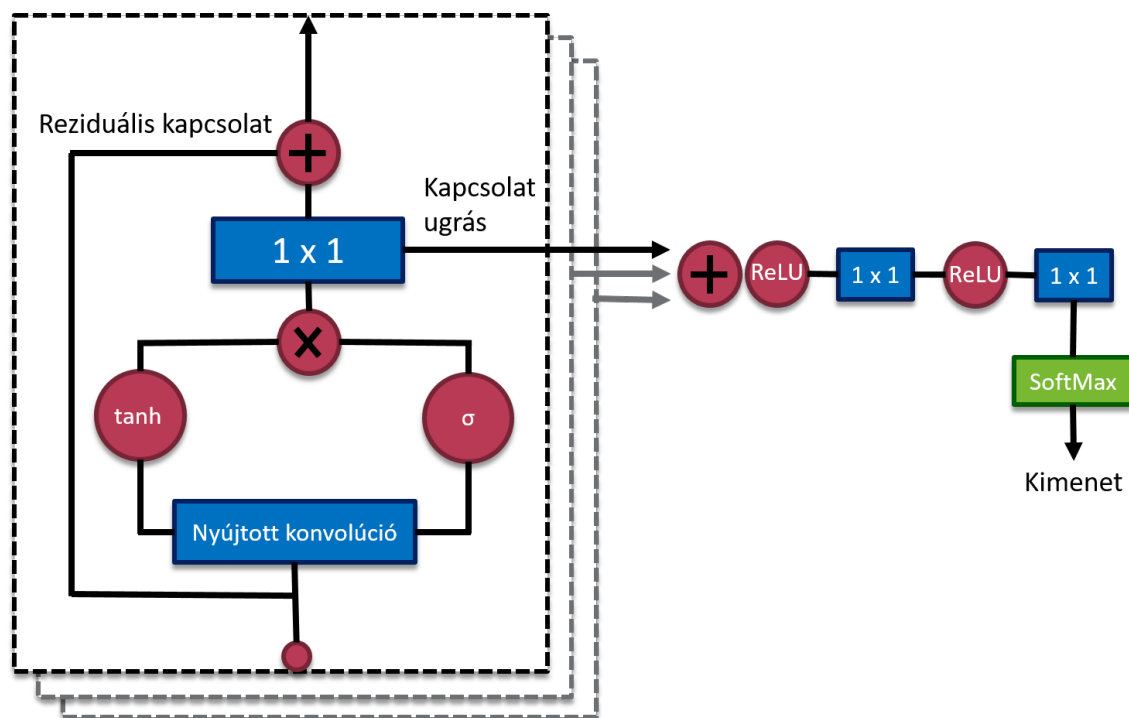 Reziduális kapcsolat
+
Kapcsolat
ugrás
1 x 1
×
tanh
σ
Nyújtott konvolúció
+
ReLU
1 x 1
ReLU
1 x 1
SoftMax
Kimenet